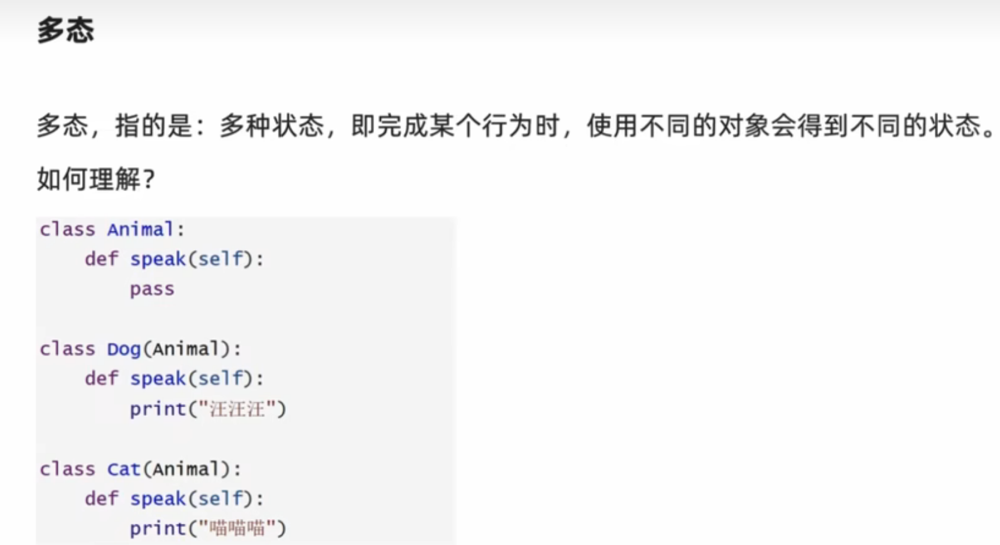 多态
多态，指的是：多种状态，即完成某个行为时，使用不同的对象会得到不同的状态。
如何理解？
class Animal:
    def speak(self):
        pass
class Dog(Animal):
    def speak(self):
        print("汪汪汪")
class Cat(Animal):
    def speak(self):
        print("喵喵喵")